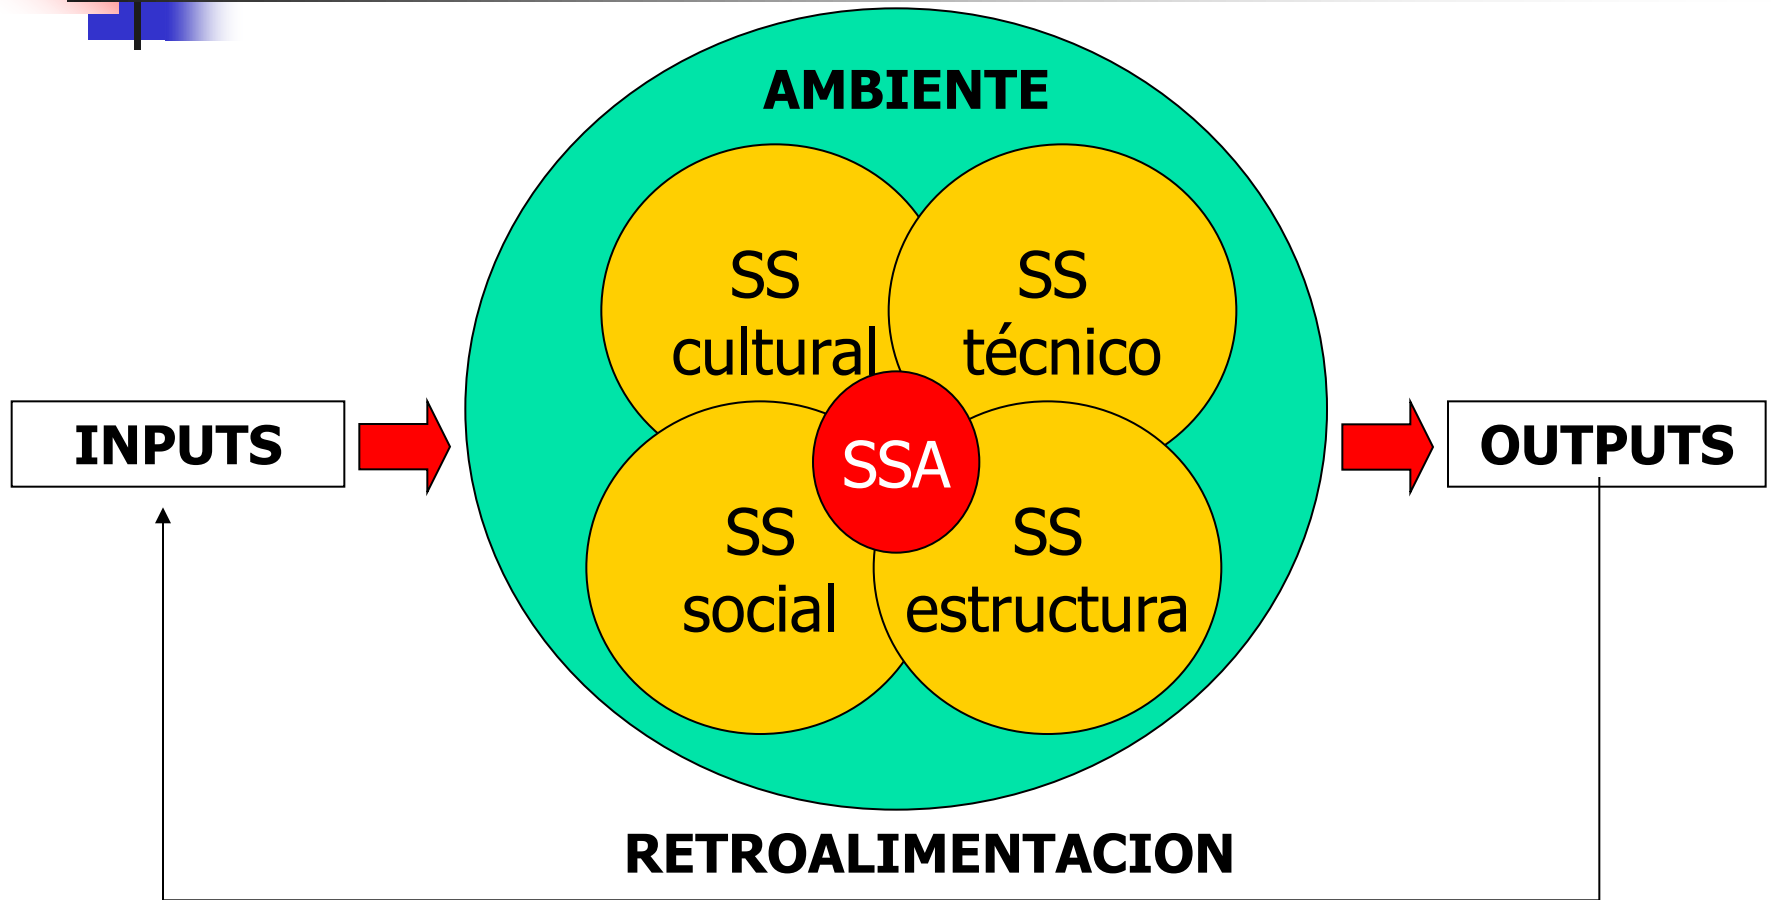 AMBIENTE
SS
cultural
SS
técnico
INPUTS
SSA
OUTPUTS
SS
social
SS
estructura
RETROALIMENTACION